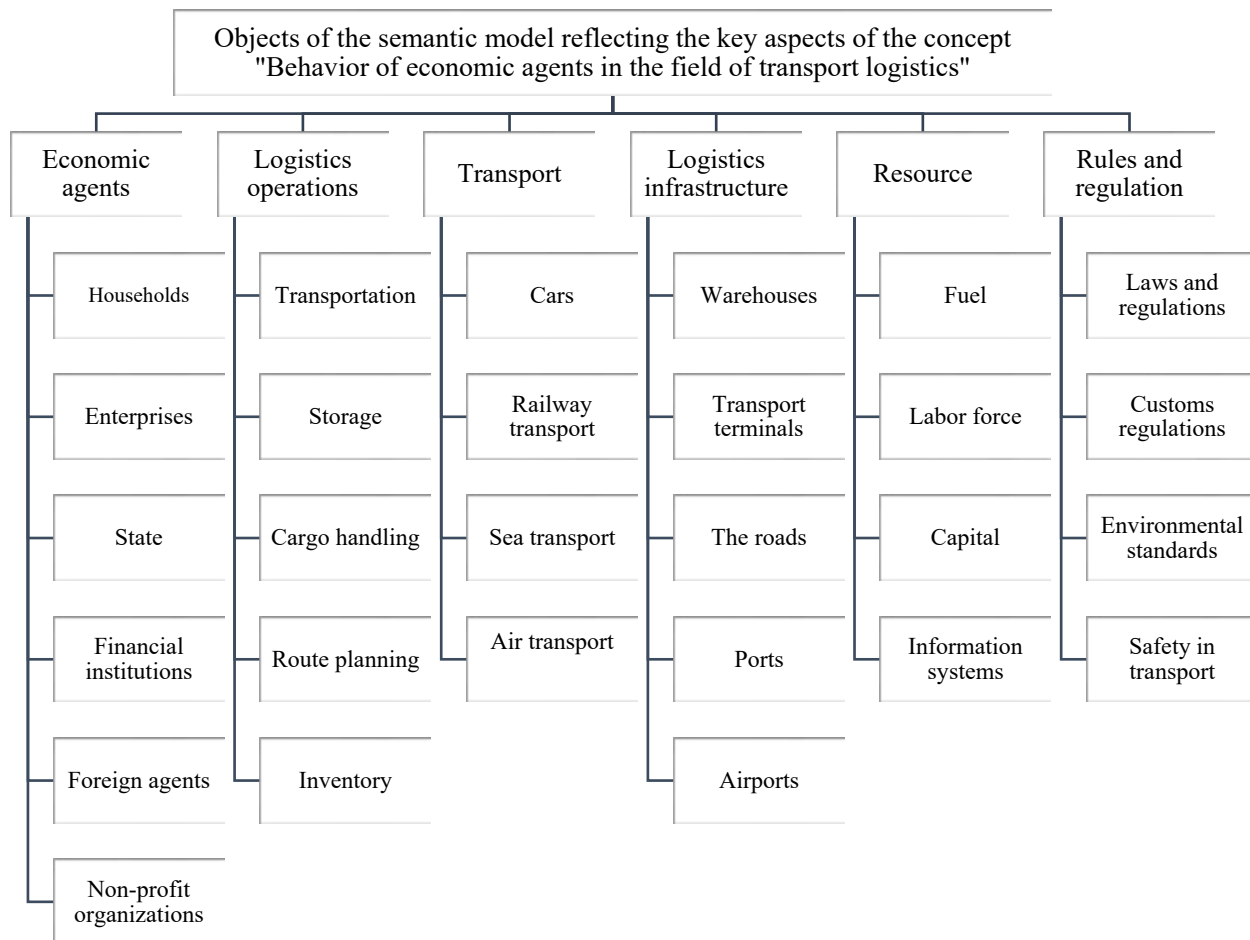 Objects of the semantic model reflecting the key aspects of the concept
"Behavior of economic agents in the field of transport logistics"
Economic
agents
Households
Enterprises
State
Financial
institutions
Foreign agents
Non-profit
organizations
Logistics
operations
Transportation
Storage
Cargo handling
Route planning
Inventory
Transport
Cars
Railway
transport
Sea transport
Air transport
Logistics
infrastructure
Warehouses
Transport
terminals
The roads
Ports
Airports
Resource
Fuel
Labor force
Capital
Information
systems
Rules and
regulation
Laws and
regulations
Customs
regulations
Environmental
standards
Safety in
transport